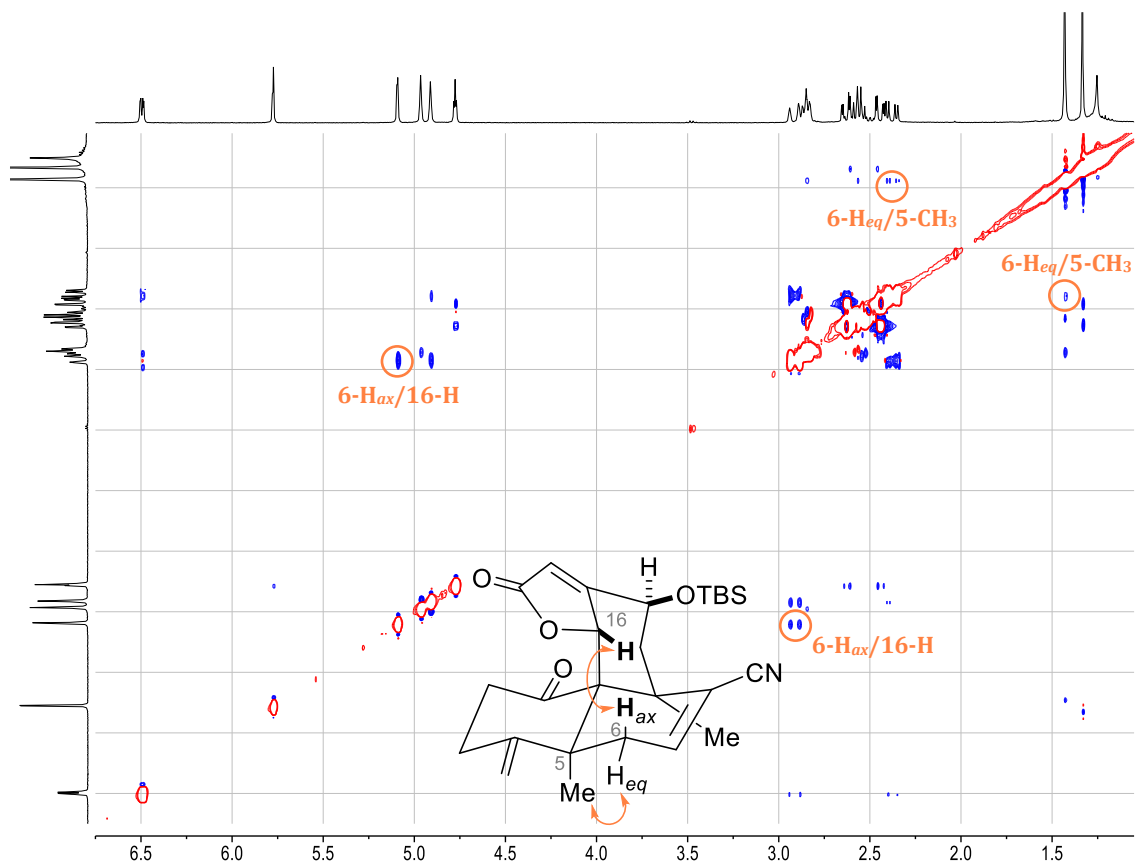 6-Heq/5-CH3
6-Heq/5-CH3
6-Hax/16-H
H
O
OTBS
16
O
H
6-Hax/16-H
O
CN
Hax
6
Me
5
Heq
Me
6.5 6.0 5.5 5.0 4.5 4.0 3.5 3.0 2.5 2.0 1.5